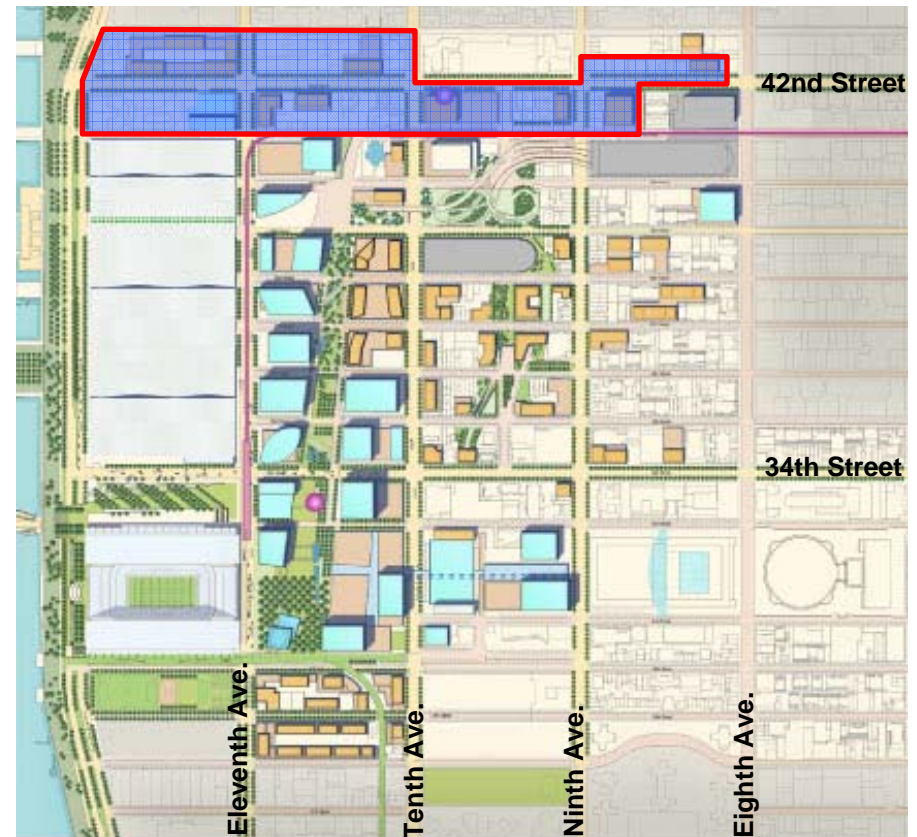 42nd Street
34th Street
Eleventh Ave.
Tenth Ave.
Ninth Ave.
Eighth Ave.